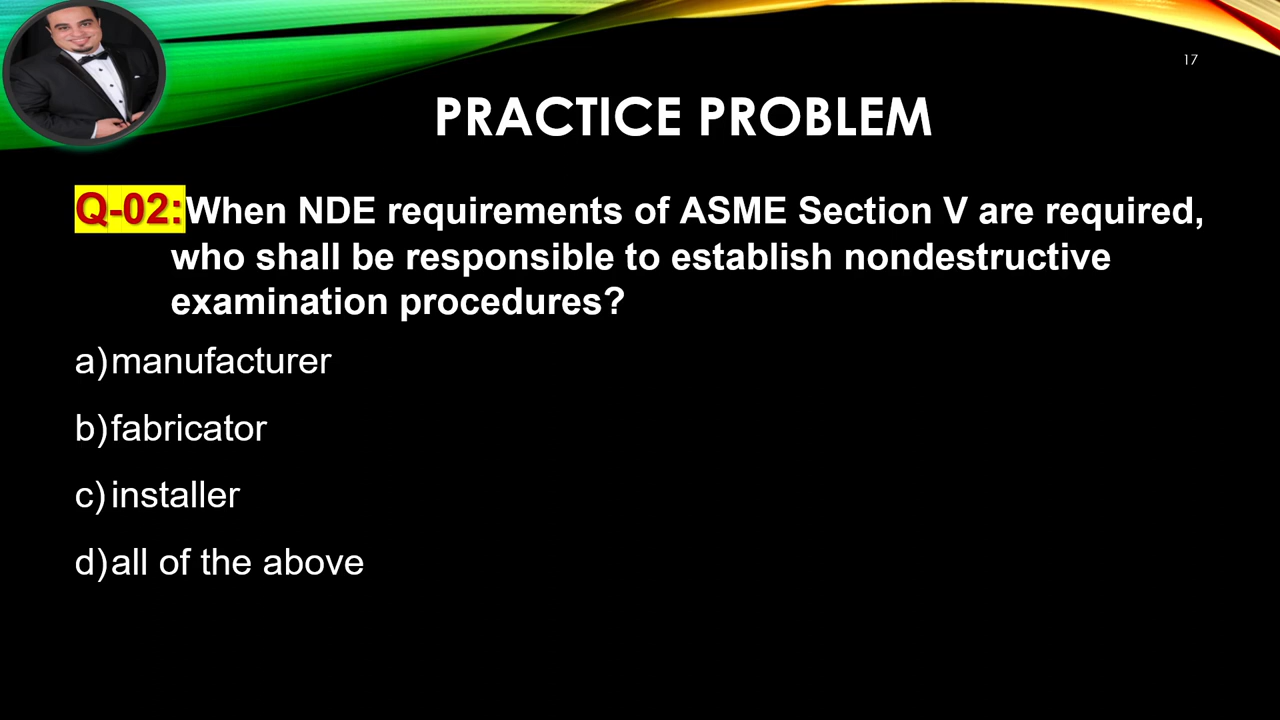 17
PRACTICE PROBLEM
Q-02:When NDE requirements of ASME Section V are required,
who shall be responsible to establish nondestructive
examination procedures?
a)manufacturer
b)fabricator
c)installer
d)all of the above